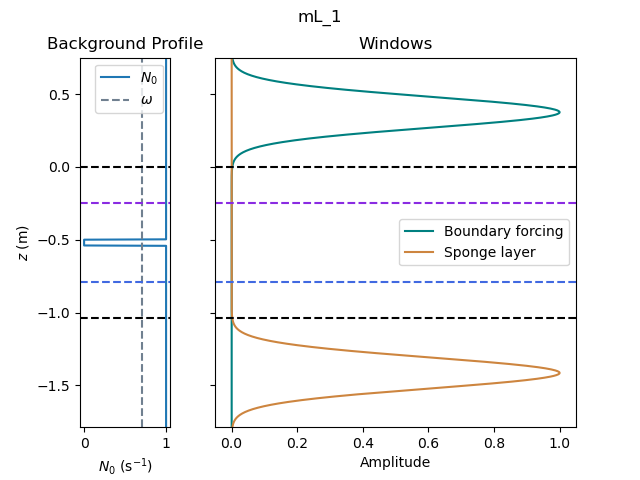 mL_1
Background Profile
Windows
N₀
ω
0.5
0.0
−0.5
−1.0
−1.5
z (m)
Boundary forcing
Sponge layer
0 1
0.0 0.2 0.4 0.6 0.8 1.0
N₀ (s⁻¹)
Amplitude